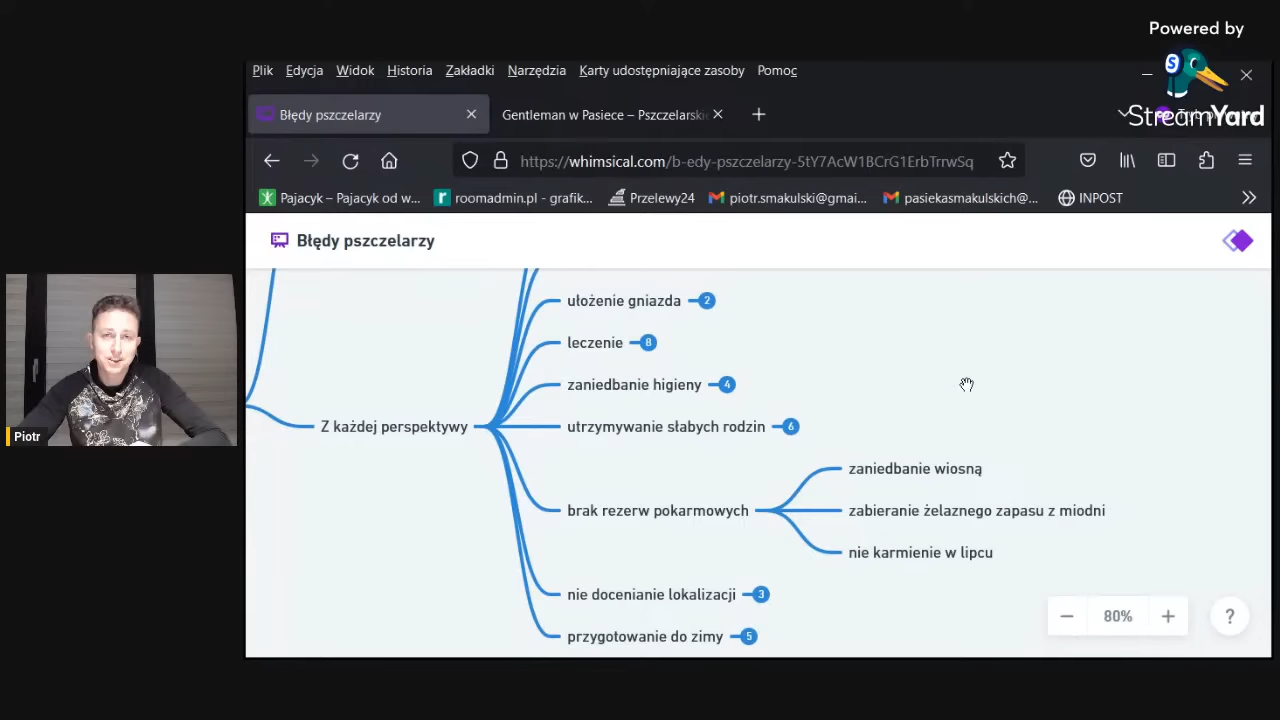 Powered by
StreamYard
Plik Edycja Widok Historia Zakładki Narzędzia Karty udostępniające zasoby Pomoc
Błędy pszczelarzy
Gentleman w Pasiece – Pszczelarski
https://whimsical.com/b-edy-pszczelarzy-5tY7AcW1BCrG1ErbTrrwSq
Pajacyk – Pajacyk od w... roomadmin.pl - grafik... Przelewy24 piotr.smakulski@gmai... pasiekasmakulskich@... INPOST
Błędy pszczelarzy
ułożenie gniazda 2
leczenie 8
zaniedbanie higieny 4
Z każdej perspektywy
utrzymywanie słabych rodzin 6
zaniedbanie wiosną
brak rezerw pokarmowych
zabieranie żelaznego zapasu z miodni
nie karmienie w lipcu
nie docenianie lokalizacji 3
przygotowanie do zimy 5
80%
?
Piotr